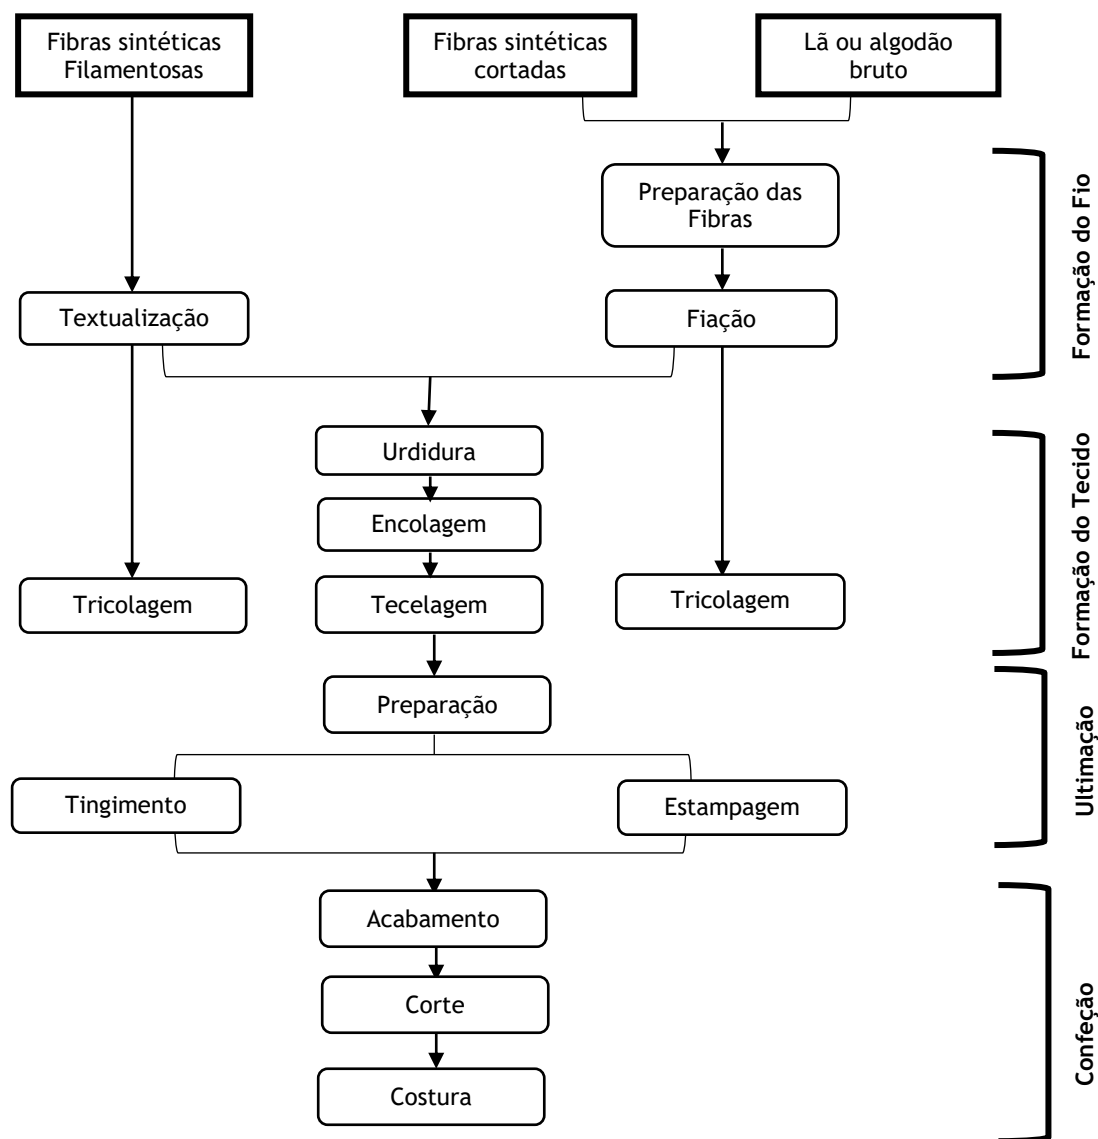 Fibras sintéticas
Filamentosas
Fibras sintéticas
cortadas
Lã ou algodão
bruto
Preparação das
Fibras
Formação do Fio
Textualização
Fiação
Urdidura
Encolagem
Formação do Tecido
Tricolagem
Tecelagem
Tricolagem
Preparação
Ultimação
Tingimento
Estampagem
Acabamento
Corte
Confeção
Costura